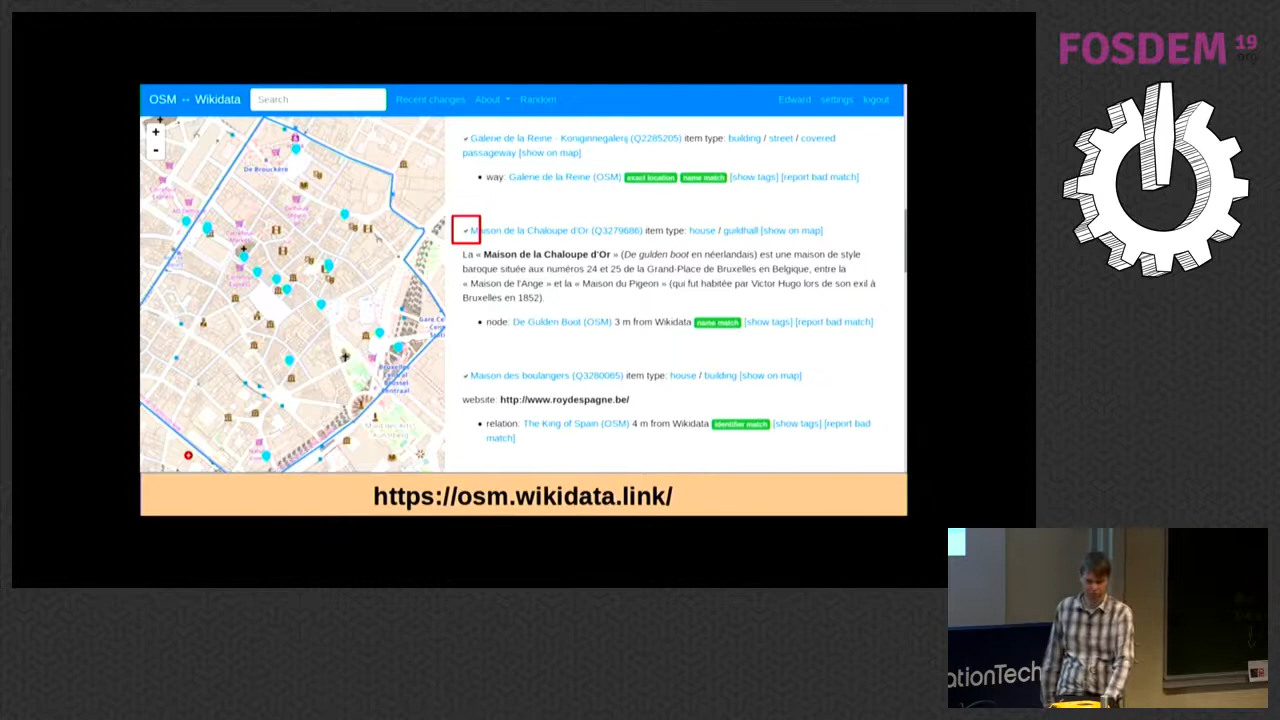 FOSDEM 19
.org
OSM ↔ Wikidata Search Recent changes About Random Edward settings logout
+
-
De Brouckère
Galerie de la Reine - Koninginnegalerij (Q2285205) item type: building / street / covered
passageway [show on map]
• way: Galerie de la Reine (OSM) exact location name match [show tags] [report bad match]
Maison de la Chaloupe d'Or (Q3279686) item type: house / guildhall [show on map]
La « Maison de la Chaloupe d'Or » (De gulden boot en néerlandais) est une maison de style
baroque située aux numéros 24 et 25 de la Grand-Place de Bruxelles en Belgique, entre la
« Maison de l'Ange » et la « Maison du Pigeon » (qui fut habitée par Victor Hugo lors de son exil à
Bruxelles en 1852).
• node: De Gulden Boot (OSM) 3 m from Wikidata name match [show tags] [report bad match]
Maison des boulangers (Q3280065) item type: house / building [show on map]
website: http://www.roydespagne.be/
• relation: The King of Spain (OSM) 4 m from Wikidata identifier match [show tags] [report bad
match]
Bruxelles
Central
Brussel
Centraal
https://osm.wikidata.link/
ationTech